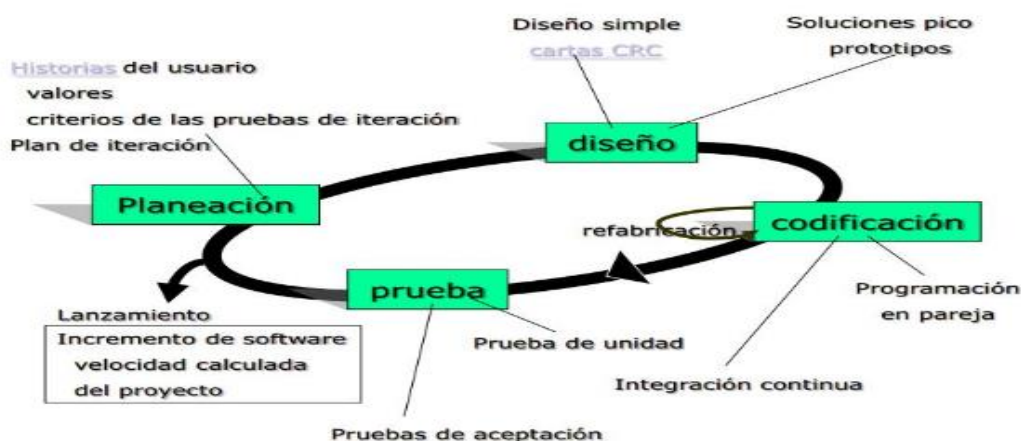 Diseño simple
cartas CRC
Soluciones pico
prototipos
Historias del usuario
valores
criterios de las pruebas de iteración
Plan de iteración
diseño
Planeación
codificación
refabricación
prueba
Programación
en pareja
Lanzamiento
Incremento de software
velocidad calculada
del proyecto
Prueba de unidad
Integración continua
Pruebas de aceptación